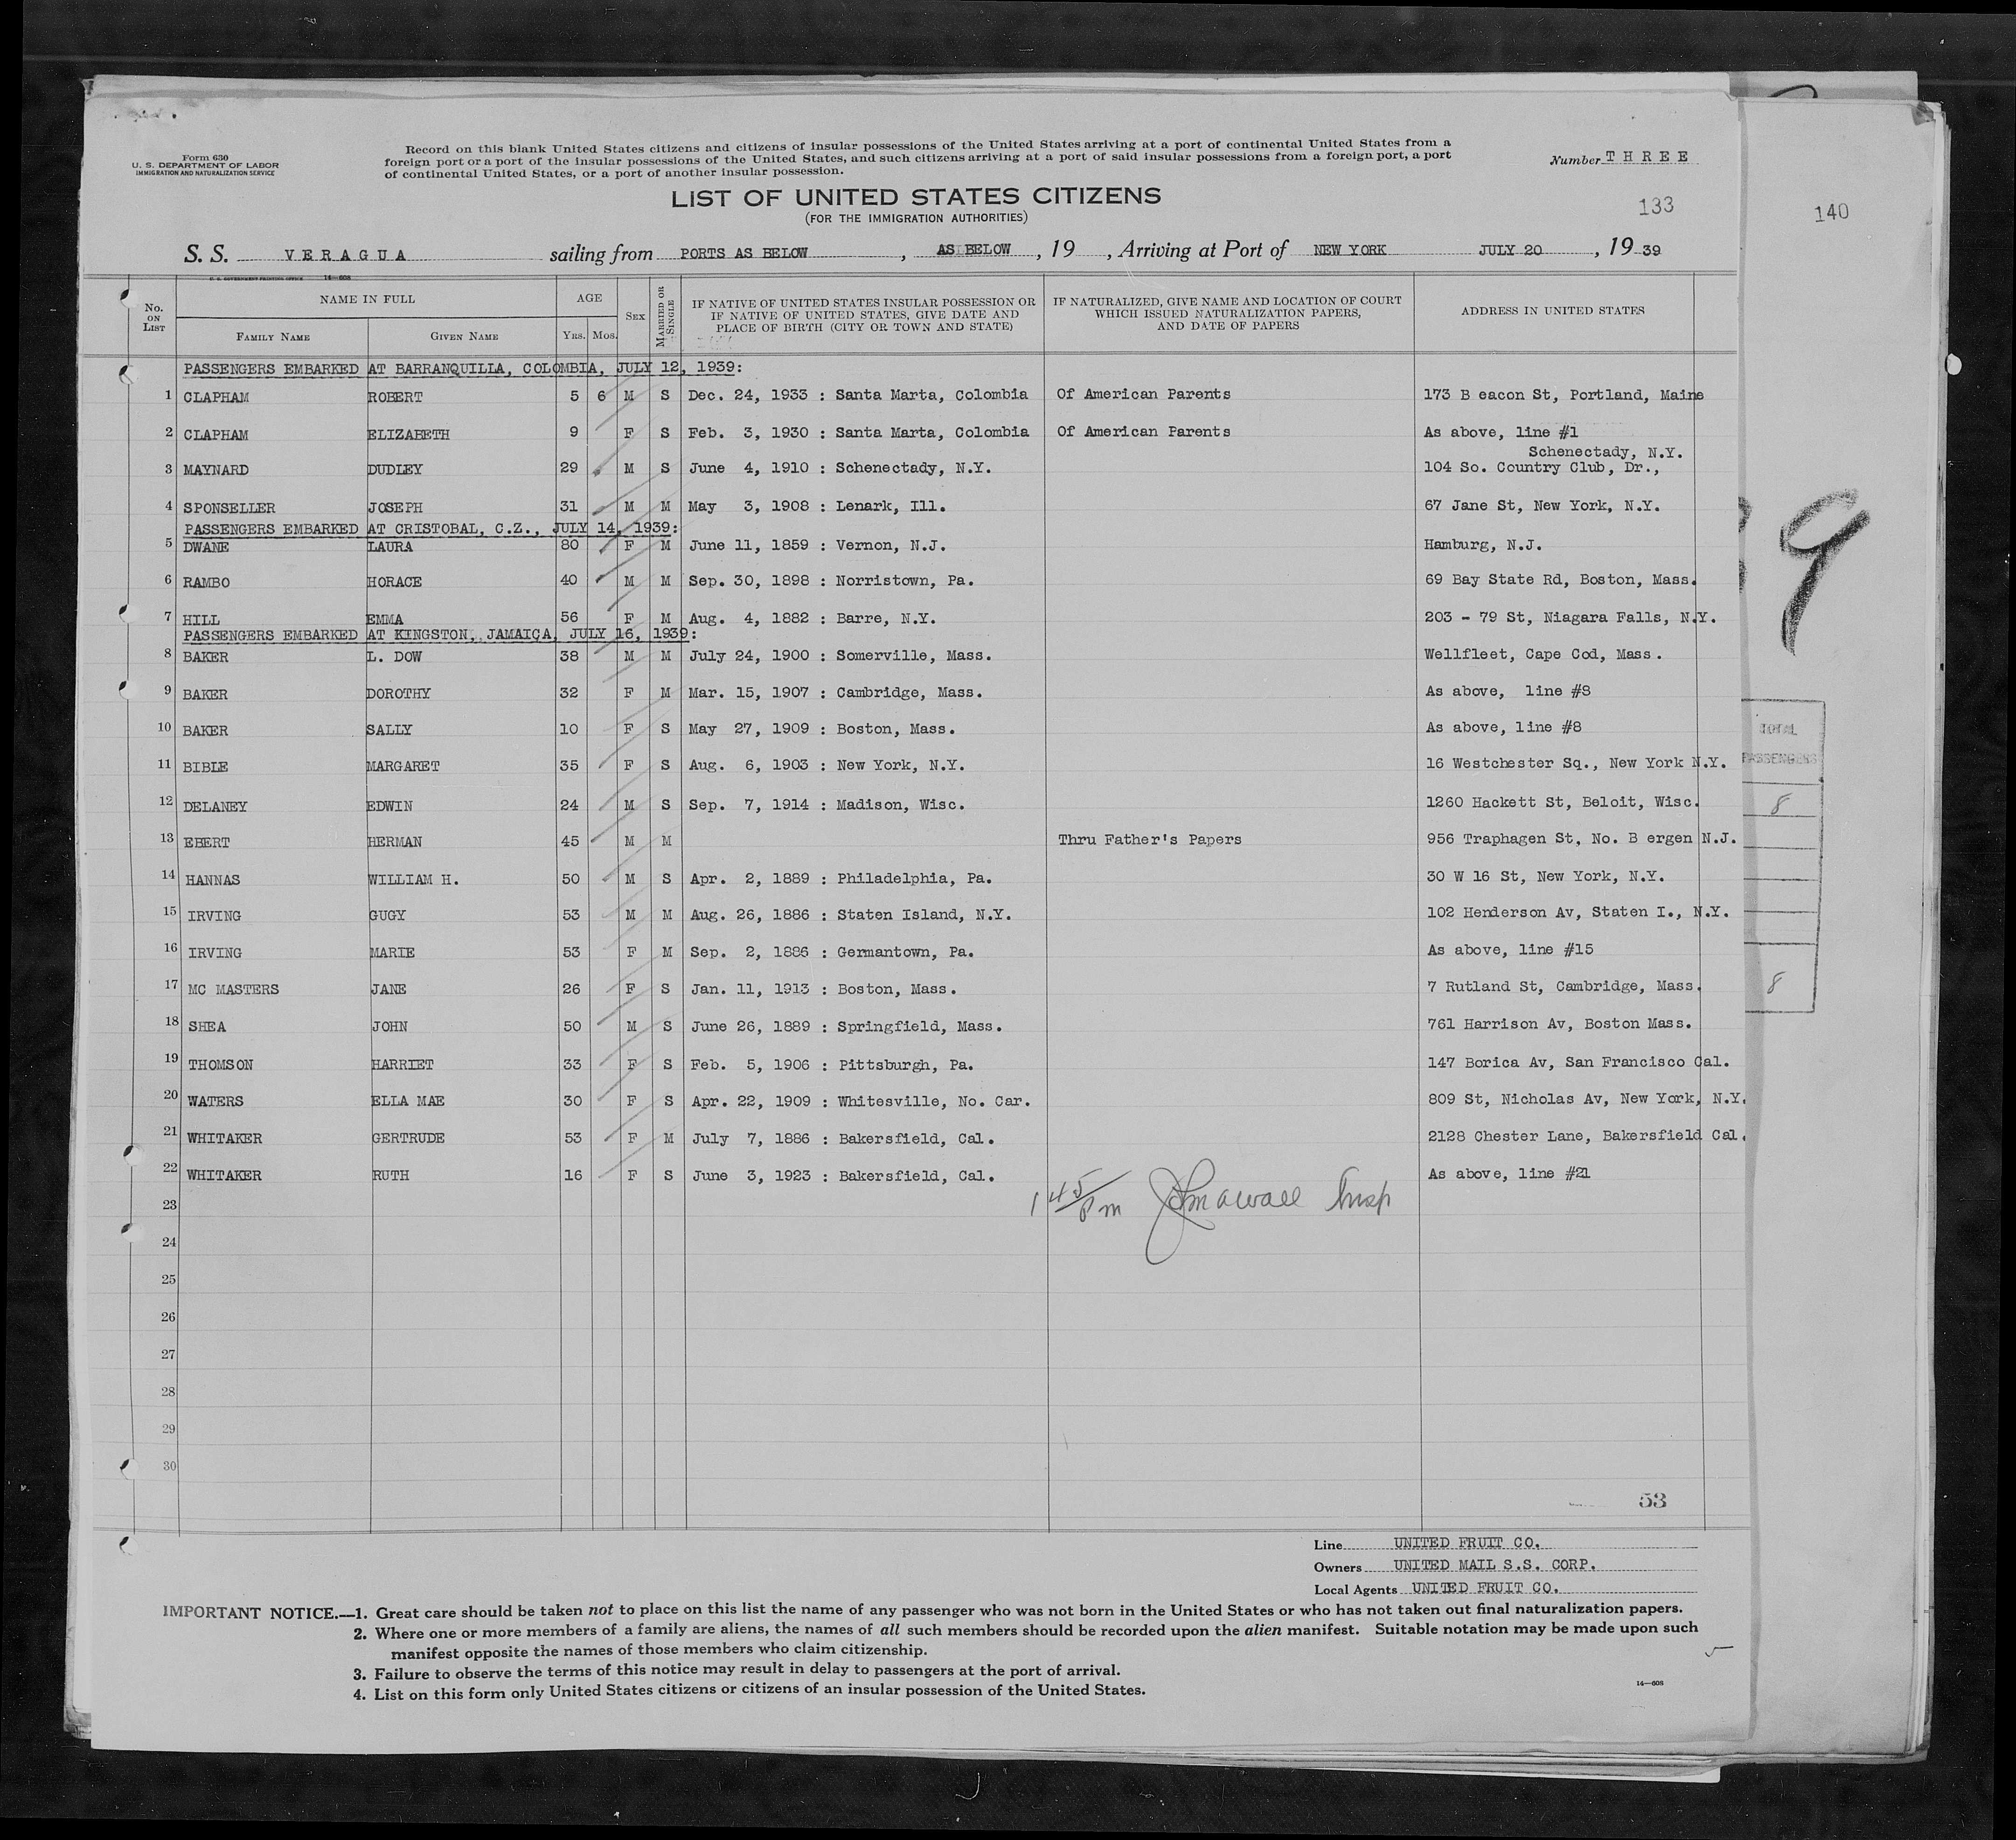 Form 630
U. S. DEPARTMENT OF LABOR
IMMIGRATION AND NATURALIZATION SERVICE
Record on this blank United States citizens and citizens of insular possessions of the United States arriving at a port of continental United States from a
foreign port or a port of the insular possessions of the United States, and such citizens arriving at a port of said insular possessions from a foreign port, a port
of continental United States, or a port of another insular possession.
Number THREE
LIST OF UNITED STATES CITIZENS
(FOR THE IMMIGRATION AUTHORITIES)
133
140
S. S. VERAGUA sailing from PORTS AS BELOW, AS BELOW, 19 , Arriving at Port of NEW YORK JULY 20, 19 39
U. S. GOVERNMENT PRINTING OFFICE 14—608
No. ON LIST NAME IN FULL AGE SEX MARRIED OR SINGLE IF NATIVE OF UNITED STATES INSULAR POSSESSION OR IF NATIVE OF UNITED STATES, GIVE DATE AND PLACE OF BIRTH (CITY OR TOWN AND STATE) IF NATURALIZED, GIVE NAME AND LOCATION OF COURT WHICH ISSUED NATURALIZATION PAPERS, AND DATE OF PAPERS ADDRESS IN UNITED STATES
FAMILY NAME GIVEN NAME Yrs. Mos.
PASSENGERS EMBARKED AT BARRANQUILLA, COLOMBIA, JULY 12, 1939:
1 CLAPHAM ROBERT 5 6 M S Dec. 24, 1933 : Santa Marta, Colombia Of American Parents 173 B eacon St, Portland, Maine
2 CLAPHAM ELIZABETH 9 F S Feb. 3, 1930 : Santa Marta, Colombia Of American Parents As above, line #1
Schenectady, N.Y.
3 MAYNARD DUDLEY 29 M S June 4, 1910 : Schenectady, N.Y. 104 So. Country Club, Dr.,
4 SPONSELLER JOSEPH 31 M M May 3, 1908 : Lenark, Ill. 67 Jane St, New York, N.Y.
PASSENGERS EMBARKED AT CRISTOBAL, C.Z., JULY 14, 1939:
5 DWANE LAURA 80 F M June 11, 1859 : Vernon, N.J. Hamburg, N.J.
6 RAMBO HORACE 40 M M Sep. 30, 1898 : Norristown, Pa. 69 Bay State Rd, Boston, Mass.
7 HILL EMMA 56 F M Aug. 4, 1882 : Barre, N.Y. 203 - 79 St, Niagara Falls, N.Y.
PASSENGERS EMBARKED AT KINGSTON, JAMAICA, JULY 16, 1939:
8 BAKER L. DOW 38 M M July 24, 1900 : Somerville, Mass. Wellfleet, Cape Cod, Mass.
9 BAKER DOROTHY 32 F M Mar. 15, 1907 : Cambridge, Mass. As above, line #8
10 BAKER SALLY 10 F S May 27, 1909 : Boston, Mass. As above, line #8
11 BIBLE MARGARET 35 F S Aug. 6, 1903 : New York, N.Y. 16 Westchester Sq., New York N.Y.
12 DELANEY EDWIN 24 M S Sep. 7, 1914 : Madison, Wisc. 1260 Hackett St, Beloit, Wisc.
13 EBERT HERMAN 45 M M Thru Father's Papers 956 Traphagen St, No. B ergen N.J.
14 HANNAS WILLIAM H. 50 M S Apr. 2, 1889 : Philadelphia, Pa. 30 W 16 St, New York, N.Y.
15 IRVING GUGY 53 M M Aug. 26, 1886 : Staten Island, N.Y. 102 Henderson Av, Staten I., N.Y.
16 IRVING MARIE 53 F M Sep. 2, 1886 : Germantown, Pa. As above, line #15
17 MC MASTERS JANE 26 F S Jan. 11, 1913 : Boston, Mass. 7 Rutland St, Cambridge, Mass.
18 SHEA JOHN 50 M S June 26, 1889 : Springfield, Mass. 761 Harrison Av, Boston Mass.
19 THOMSON HARRIET 33 F S Feb. 5, 1906 : Pittsburgh, Pa. 147 Borica Av, San Francisco Cal.
20 WATERS ELLA MAE 30 F S Apr. 22, 1909 : Whitesville, No. Car. 809 St, Nicholas Av, New York, N.Y.
21 WHITAKER GERTRUDE 53 F M July 7, 1886 : Bakersfield, Cal. 2128 Chester Lane, Bakersfield Cal.
22 WHITAKER RUTH 16 F S June 3, 1923 : Bakersfield, Cal. As above, line #21
1 45 Pm Insp
23
24
25
26
27
28
29
30
9
TOTAL
PASSENGERS
8
8
53
Line UNITED FRUIT CO.
Owners UNITED MAIL S.S. CORP.
Local Agents UNITED FRUIT CO.
IMPORTANT NOTICE.—1. Great care should be taken not to place on this list the name of any passenger who was not born in the United States or who has not taken out final naturalization papers.
2. Where one or more members of a family are aliens, the names of all such members should be recorded upon the alien manifest. Suitable notation may be made upon such
manifest opposite the names of those members who claim citizenship.
3. Failure to observe the terms of this notice may result in delay to passengers at the port of arrival.
4. List on this form only United States citizens or citizens of an insular possession of the United States.
14—608